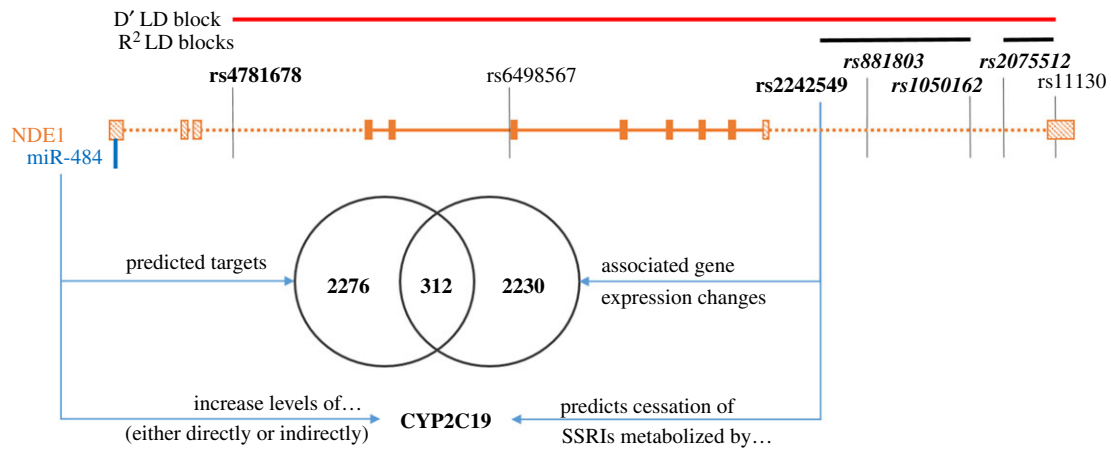 D′ LD block
R² LD blocks
rs4781678
rs6498567
rs2242549
rs881803
rs1050162
rs2075512
rs11130
NDE1
miR-484
predicted targets
2276
312
2230
associated gene
expression changes
increase levels of…
(either directly or indirectly)
CYP2C19
predicts cessation of
SSRIs metabolized by…